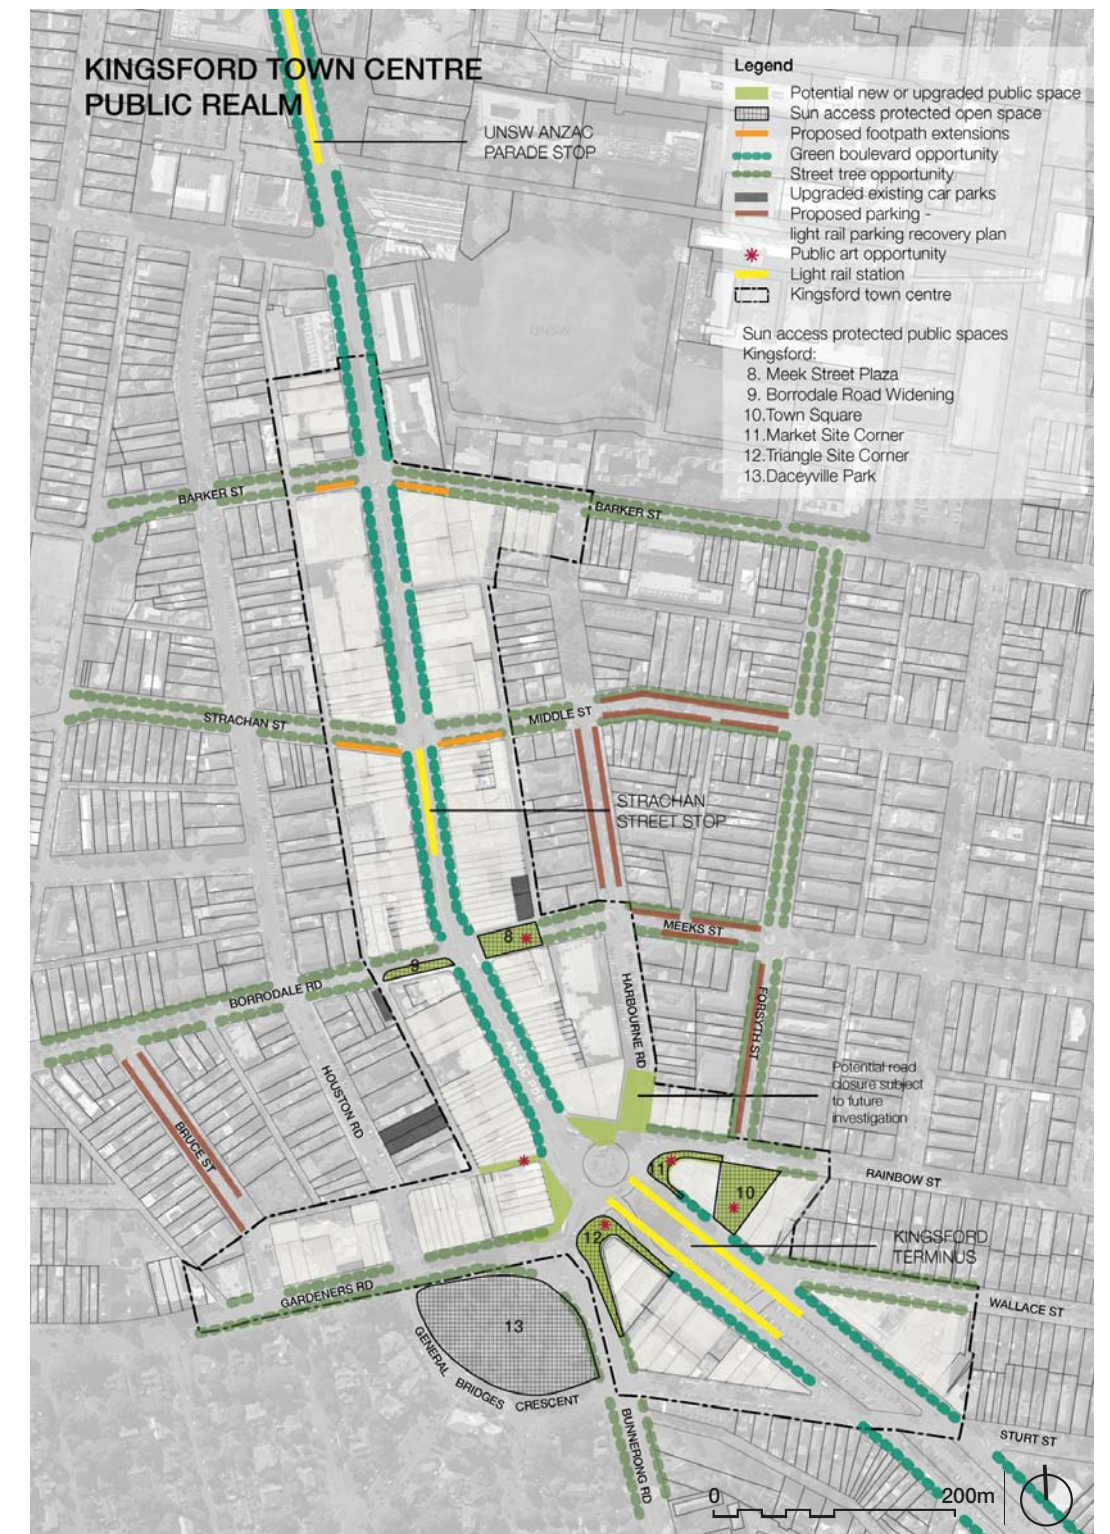 KINGSFORD TOWN CENTRE
PUBLIC REALM
UNSW ANZAC
PARADE STOP
Legend
Potential new or upgraded public space
Sun access protected open space
Proposed footpath extensions
Green boulevard opportunity
Street tree opportunity
Upgraded existing car parks
Proposed parking -
light rail parking recovery plan
Public art opportunity
Light rail station
Kingsford town centre
Sun access protected public spaces
Kingsford:
8. Meek Street Plaza
9. Borrodale Road Widening
10.Town Square
11.Market Site Corner
12.Triangle Site Corner
13.Daceyville Park
UNSW
BARKER ST
BARKER ST
STRACHAN ST
MIDDLE ST
STRACHAN
STREET STOP
MEEKS ST
8
9
BORRODALE RD
HARBOURNE RD
FORSYTH ST
ANZAC PDE
HOUSTON RD
BRUCE ST
Potential road
closure subject
to future
investigation
11
10
RAINBOW ST
12
KINGSFORD
TERMINUS
GARDENERS RD
WALLACE ST
13
GENERAL BRIDGES CRESCENT
BUNNERONG RD
STURT ST
0 200m